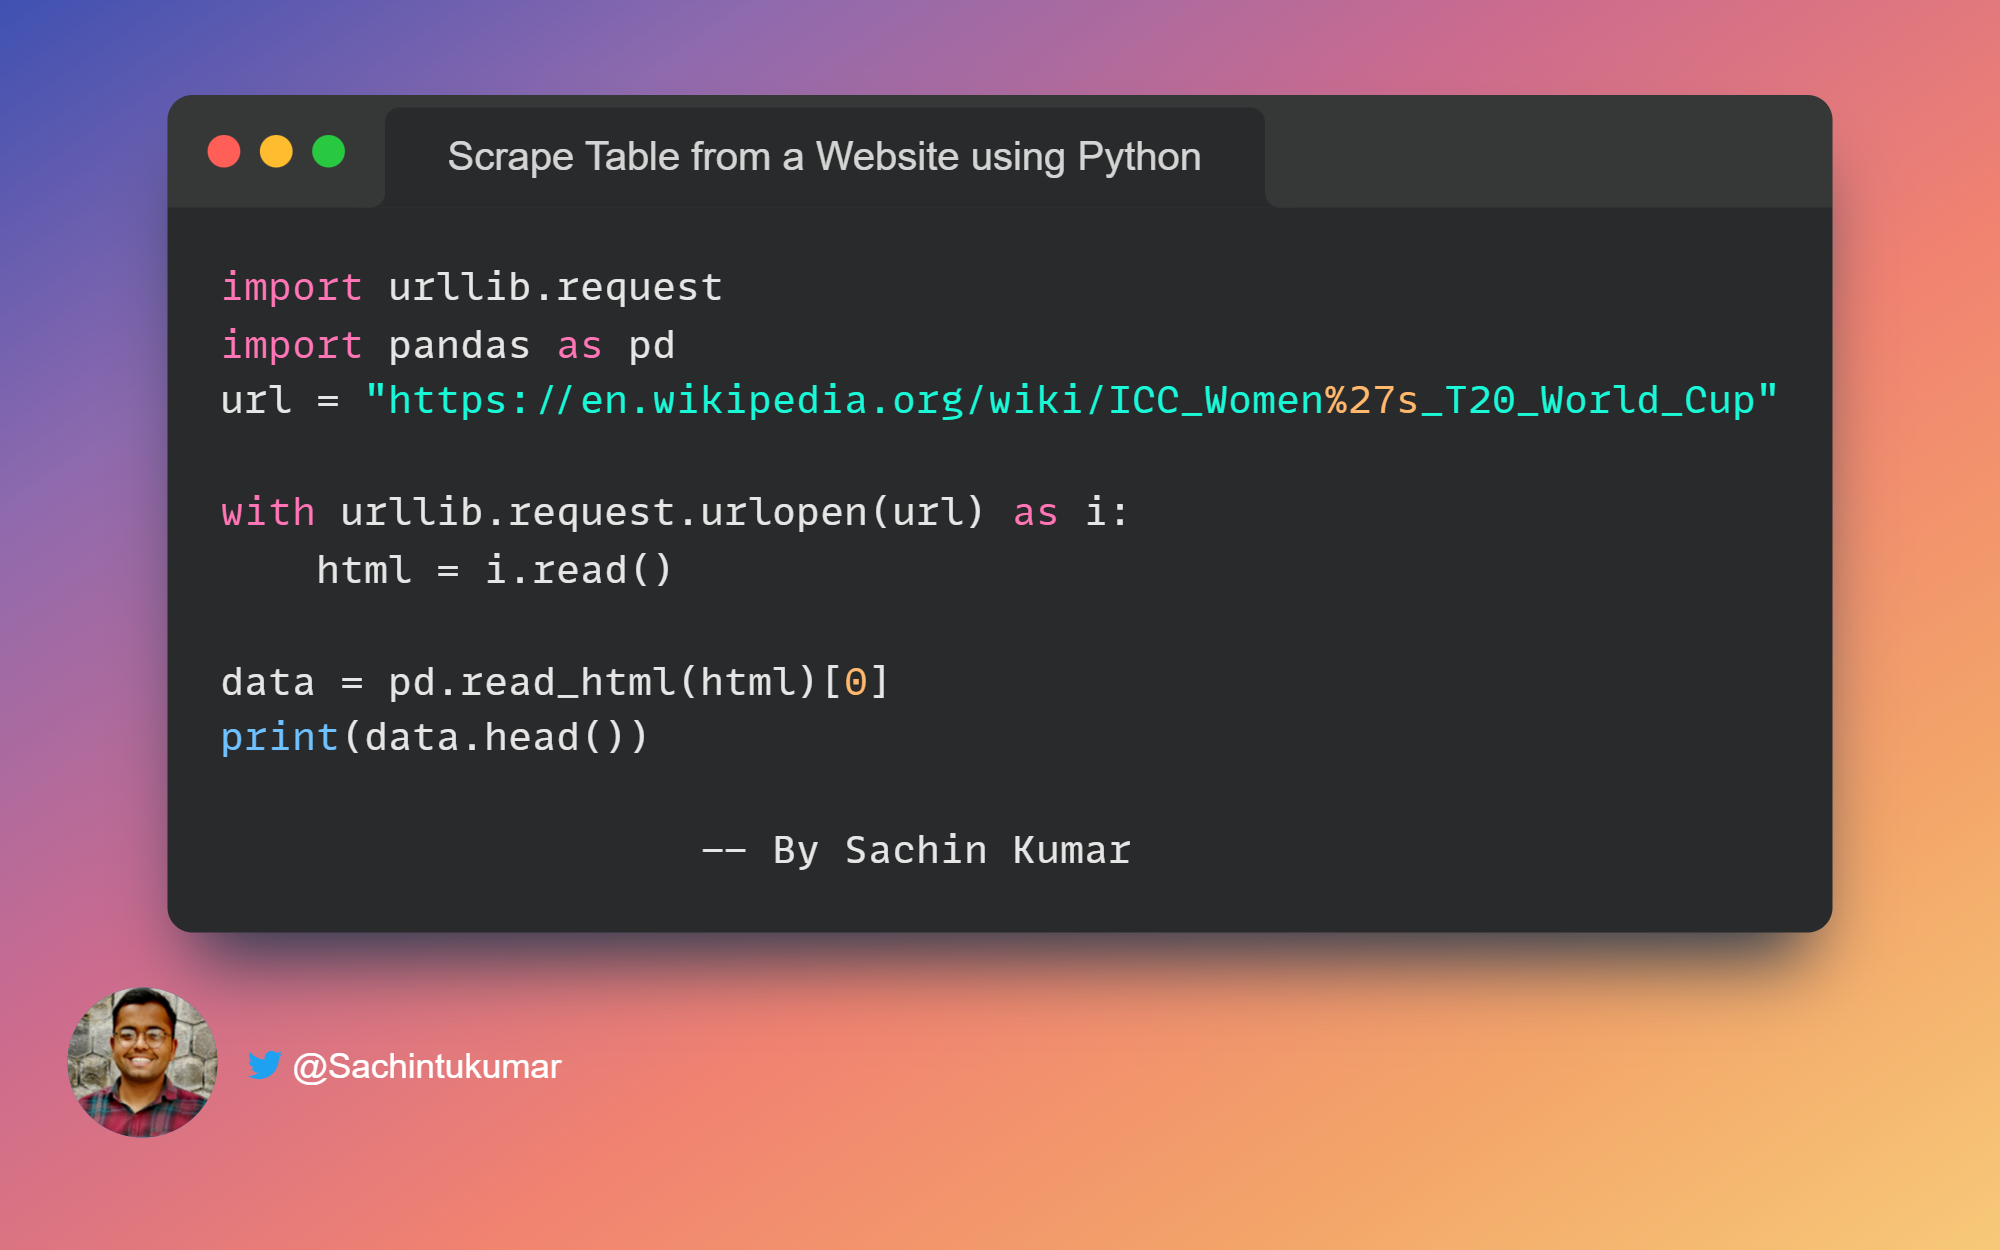 Scrape Table from a Website using Python
import urllib.request
import pandas as pd
url = "https://en.wikipedia.org/wiki/ICC_Women%27s_T20_World_Cup"
with urllib.request.urlopen(url) as i:
    html = i.read()
data = pd.read_html(html)[0]
print(data.head())
-- By Sachin Kumar
@Sachintukumar